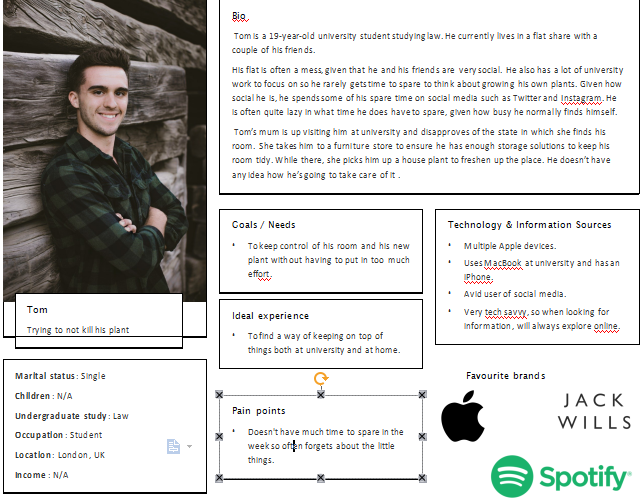 Bio.
Tom is a 19-year-old university student studying law. He currently lives in a flat share with a
couple of his friends.
His flat is often a mess, given that he and his friends are very social. He also has a lot of university
work to focus on so he rarely gets time to spare to think about growing his own plants. Given how
social he is, he spends some of his spare time on social media such as Twitter and Instagram. He
is often quite lazy in what time he does have to spare, given how busy he normally finds himself.
Tom's mum is up visiting him at university and disapproves of the state in which she finds his
room. She takes him to a furniture store to ensure he has enough storage solutions to keep his
room tidy. While there, she picks him up a house plant to freshen up the place. He doesn't have
any idea how he's going to take care of it .
Tom
Trying to not kill his plant
Marital status: Single
Children: N/A
Undergraduate study: Law
Occupation: Student
Location: London, UK
Income: N/A
Goals / Needs
• To keep control of his room and his new
plant without having to put in too much
effort.
Ideal experience
• To find a way of keeping on top of
things both at university and at home.
Pain points
• Doesn't have much time to spare in the
week so often forgets about the little
things.
Technology & Information Sources
• Multiple Apple devices.
• Uses MacBook at university and has an
iPhone.
• Avid user of social media.
• Very tech savvy, so when looking for
information, will always explore online.
Favourite brands
JACK
WILLS
Spotify®